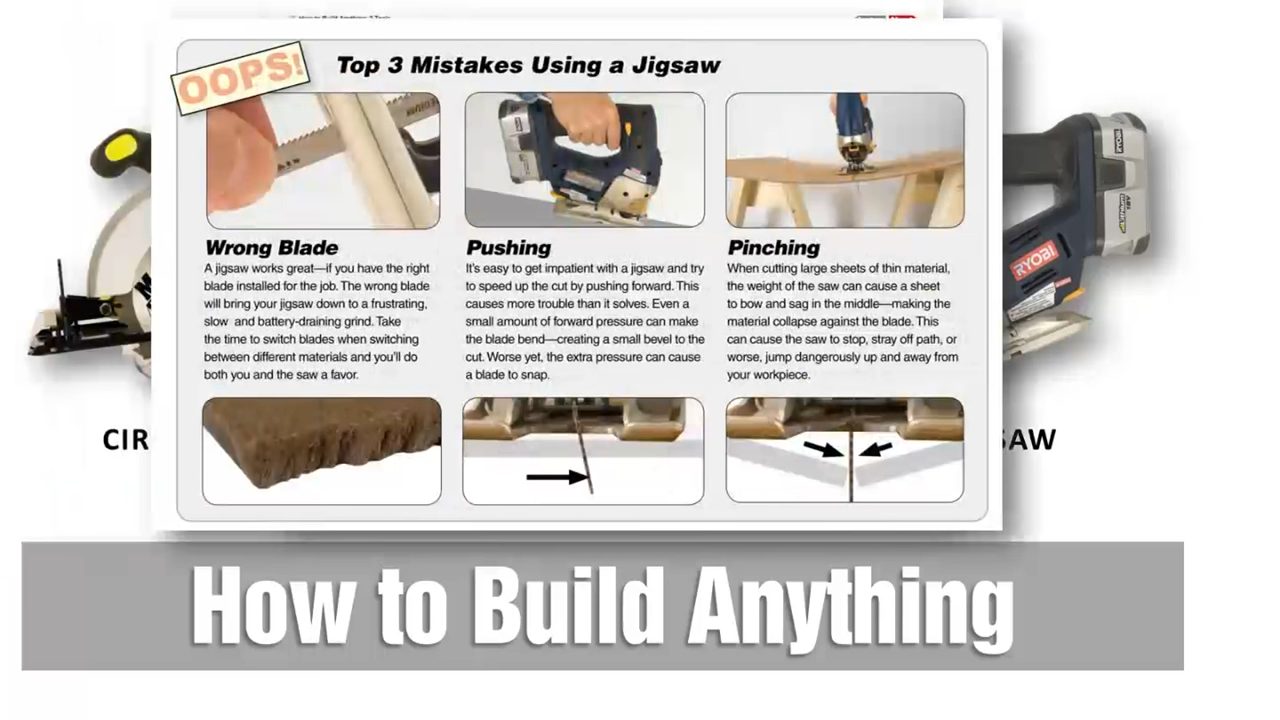 OOPS!
Top 3 Mistakes Using a Jigsaw
Wrong Blade
A jigsaw works great—if you have the right
blade installed for the job. The wrong blade
will bring your jigsaw down to a frustrating,
slow and battery-draining grind. Take
the time to switch blades when switching
between different materials and you'll do
both you and the saw a favor.
Pushing
It's easy to get impatient with a jigsaw and try
to speed up the cut by pushing forward. This
causes more trouble than it solves. Even a
small amount of forward pressure can make
the blade bend—creating a small bevel to the
cut. Worse yet, the extra pressure can cause
a blade to snap.
Pinching
When cutting large sheets of thin material,
the weight of the saw can cause a sheet
to bow and sag in the middle—making the
material collapse against the blade. This
can cause the saw to stop, stray off path, or
worse, jump dangerously up and away from
your workpiece.
RYOBI
CIR
SAW
How to Build Anything